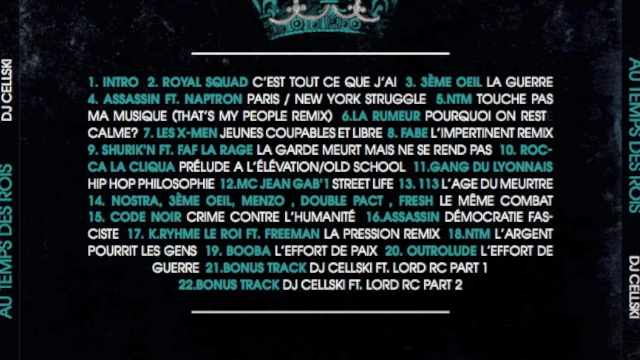 1. INTRO 2. ROYAL SQUAD C'EST TOUT CE QUE J'AI 3. 3ÈME OEIL LA GUERRE
4. ASSASSIN FT. NAPTRON PARIS / NEW YORK STRUGGLE 5.NTM TOUCHE PAS
MA MUSIQUE (THAT'S MY PEOPLE REMIX) 6.LA RUMEUR POURQUOI ON REST
CALME? 7. LES X-MEN JEUNES COUPABLES ET LIBRE 8. FABE L'IMPERTINENT REMIX
9. SHURIK'N FT. FAF LA RAGE LA GARDE MEURT MAIS NE SE REND PAS 10. ROC-
CA LA CLIQUA PRÉLUDE A L'ÉLÉVATION/OLD SCHOOL 11.GANG DU LYONNAIS
HIP HOP PHILOSOPHIE 12.MC JEAN GAB'1 STREET LIFE 13. 113 L'AGE DU MEURTRE
14. NOSTRA, 3ÈME OEIL, MENZO , DOUBLE PACT , FRESH LE MÊME COMBAT
15. CODE NOIR CRIME CONTRE L'HUMANITÉ 16.ASSASSIN DÉMOCRATIE FAS-
CISTE 17. K.RYHME LE ROI FT. FREEMAN LA PRESSION REMIX 18.NTM L'ARGENT
POURRIT LES GENS 19. BOOBA L'EFFORT DE PAIX 20. OUTROLUDE L'EFFORT DE
GUERRE 21.BONUS TRACK DJ CELLSKI FT. LORD RC PART 1
22.BONUS TRACK DJ CELLSKI FT. LORD RC PART 2
DJ CELLSKI
AU TEMPS DES ROIS
AU TEMPS DES ROIS
DJ CELLSKI